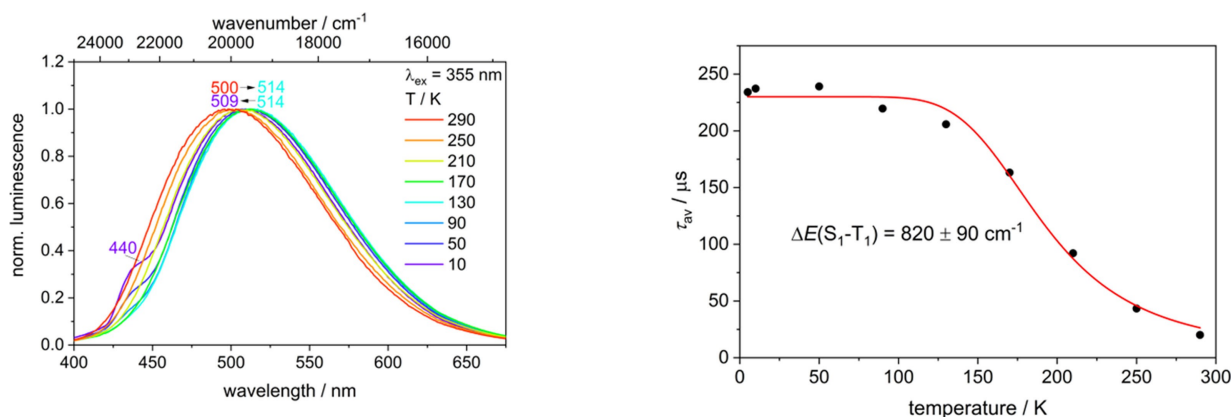 wavenumber / cm⁻¹
24000 22000 20000 18000 16000
1.2
1.0
0.8
0.6
0.4
0.2
0.0
norm. luminescence
500 → 514
509 ← 514
440
λex = 355 nm
T / K
290
250
210
170
130
90
50
10
400 450 500 550 600 650
wavelength / nm
250
200
150
100
50
0
τav / μs
ΔE(S₁-T₁) = 820 ± 90 cm⁻¹
0 50 100 150 200 250 300
temperature / K